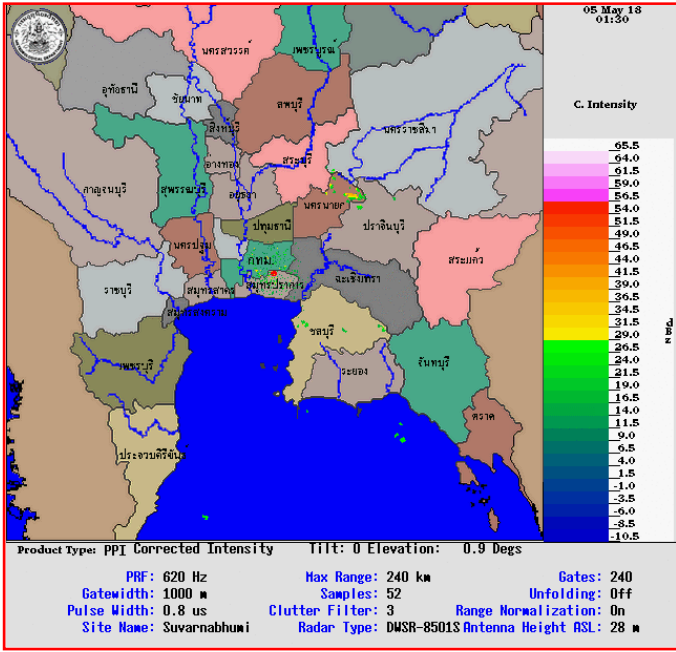 05 May 18
01:30
C. Intensity
นครสวรรค์
เพชรบูรณ์
อุทัยธานี
ชัยนาท
ลพบุรี
สิงห์บุรี
นครราชสีมา
อ่างทอง
สระบุรี
กาญจนบุรี
สุพรรณบุรี
อยุธยา
นครนายก
ปราจีนบุรี
ปทุมธานี
นครปฐม
กทม.
สระแก้ว
ราชบุรี
สมุทรสาคร
สมุทรปราการ
ฉะเชิงเทรา
สมุทรสงคราม
ชลบุรี
เพชรบุรี
ระยอง
จันทบุรี
ตราด
ประจวบคีรีขันธ์
65.5
64.0
61.5
59.0
56.5
54.0
51.5
49.0
46.5
44.0
41.5
39.0
36.5
34.0
31.5
29.0
26.5
24.0
21.5
19.0
16.5
14.0
11.5
9.0
6.5
4.0
1.5
-1.0
-3.5
-6.0
-8.5
-10.5
Product Type: PPI Corrected Intensity Tilt: 0 Elevation: 0.9 Degs
PRF: 620 Hz Max Range: 240 km Gates: 240
Gatewidth: 1000 m Samples: 52 Unfolding: Off
Pulse Width: 0.8 us Clutter Filter: 3 Range Normalization: On
Site Name: Suvarnabhumi Radar Type: DWSR-8501S Antenna Height ASL: 28 m